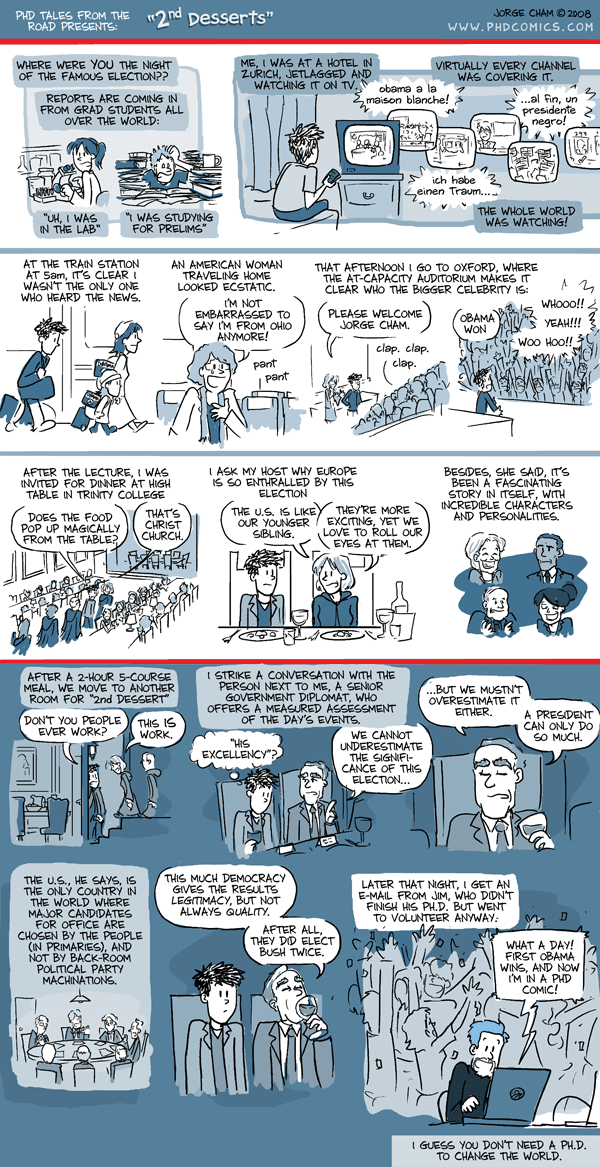 PHD TALES FROM THE
ROAD PRESENTS:
"2nd DESSERTS"
JORGE CHAM © 2008
WWW.PHDCOMICS.COM
WHERE WERE YOU THE NIGHT
OF THE FAMOUS ELECTION??
REPORTS ARE COMING IN
FROM GRAD STUDENTS ALL
OVER THE WORLD:
"UH, I WAS
IN THE LAB"
"I WAS STUDYING
FOR PRELIMS"
ME, I WAS AT A HOTEL IN
ZURICH, JETLAGGED AND
WATCHING IT ON TV.
VIRTUALLY EVERY CHANNEL
WAS COVERING IT.
obama a la
maison blanche!
...al fin, un
presidente
negro!
ich habe
einen Traum....
THE WHOLE WORLD
WAS WATCHING!
AT THE TRAIN STATION
AT 5am, IT'S CLEAR I
WASN'T THE ONLY ONE
WHO HEARD THE NEWS.
AN AMERICAN WOMAN
TRAVELING HOME
LOOKED ECSTATIC.
I'M NOT
EMBARRASSED TO
SAY I'M FROM OHIO
ANYMORE!
pant
pant
THAT AFTERNOON I GO TO OXFORD, WHERE
THE AT-CAPACITY AUDITORIUM MAKES IT
CLEAR WHO THE BIGGER CELEBRITY IS:
PLEASE WELCOME
JORGE CHAM.
clap. clap.
clap.
OBAMA
WON
WHOOO!!
YEAH!!!
WOO HOO!!
AFTER THE LECTURE, I WAS
INVITED FOR DINNER AT HIGH
TABLE IN TRINITY COLLEGE
DOES THE FOOD
POP UP MAGICALLY
FROM THE TABLE?
THAT'S
CHRIST
CHURCH.
I ASK MY HOST WHY EUROPE
IS SO ENTHRALLED BY THIS
ELECTION
THE U.S. IS LIKE
OUR YOUNGER
SIBLING.
THEY'RE MORE
EXCITING, YET WE
LOVE TO ROLL OUR
EYES AT THEM.
BESIDES, SHE SAID, IT'S
BEEN A FASCINATING
STORY IN ITSELF, WITH
INCREDIBLE CHARACTERS
AND PERSONALITIES.
AFTER A 2-HOUR 5-COURSE
MEAL, WE MOVE TO ANOTHER
ROOM FOR "2nd DESSERT"
DON'T YOU PEOPLE
EVER WORK?
THIS IS
WORK.
I STRIKE A CONVERSATION WITH THE
PERSON NEXT TO ME, A SENIOR
GOVERNMENT DIPLOMAT, WHO
OFFERS A MEASURED ASSESSMENT
OF THE DAY'S EVENTS.
"HIS
EXCELLENCY"?
WE CANNOT
UNDERESTIMATE
THE SIGNIFI-
CANCE OF THIS
ELECTION...
...BUT WE MUSTN'T
OVERESTIMATE IT
EITHER.
A PRESIDENT
CAN ONLY DO
SO MUCH.
THE U.S., HE SAYS, IS
THE ONLY COUNTRY IN
THE WORLD WHERE
MAJOR CANDIDATES
FOR OFFICE ARE
CHOSEN BY THE PEOPLE
(IN PRIMARIES), AND
NOT BY BACK-ROOM
POLITICAL PARTY
MACHINATIONS.
THIS MUCH DEMOCRACY
GIVES THE RESULTS
LEGITIMACY, BUT NOT
ALWAYS QUALITY.
AFTER ALL,
THEY DID ELECT
BUSH TWICE.
LATER THAT NIGHT, I GET AN
E-MAIL FROM JIM, WHO DIDN'T
FINISH HIS PH.D. BUT WENT
TO VOLUNTEER ANYWAY:
WHAT A DAY!
FIRST OBAMA
WINS, AND NOW
I'M IN A PHD
COMIC!
I GUESS YOU DON'T NEED A PH.D.
TO CHANGE THE WORLD.